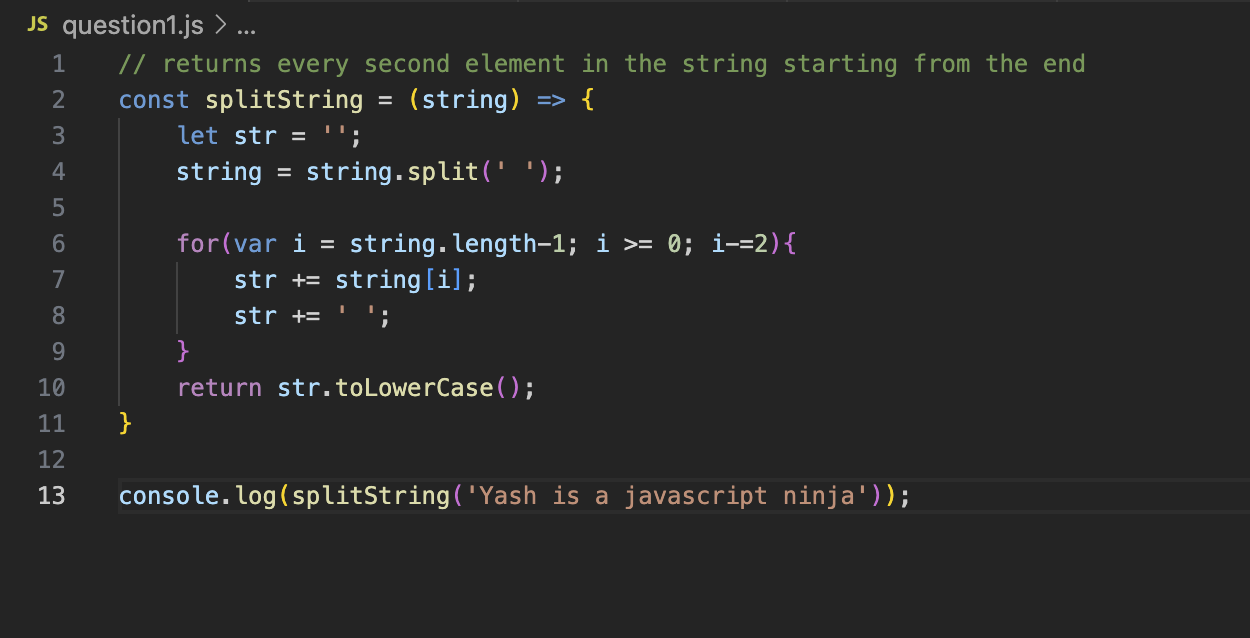 JS question1.js > ...
1 // returns every second element in the string starting from the end
2 const splitString = (string) => {
3     let str = '';
4     string = string.split(' ');
5
6     for(var i = string.length-1; i >= 0; i-=2){
7         str += string[i];
8         str += ' ';
9     }
10     return str.toLowerCase();
11 }
12
13 console.log(splitString('Yash is a javascript ninja'));